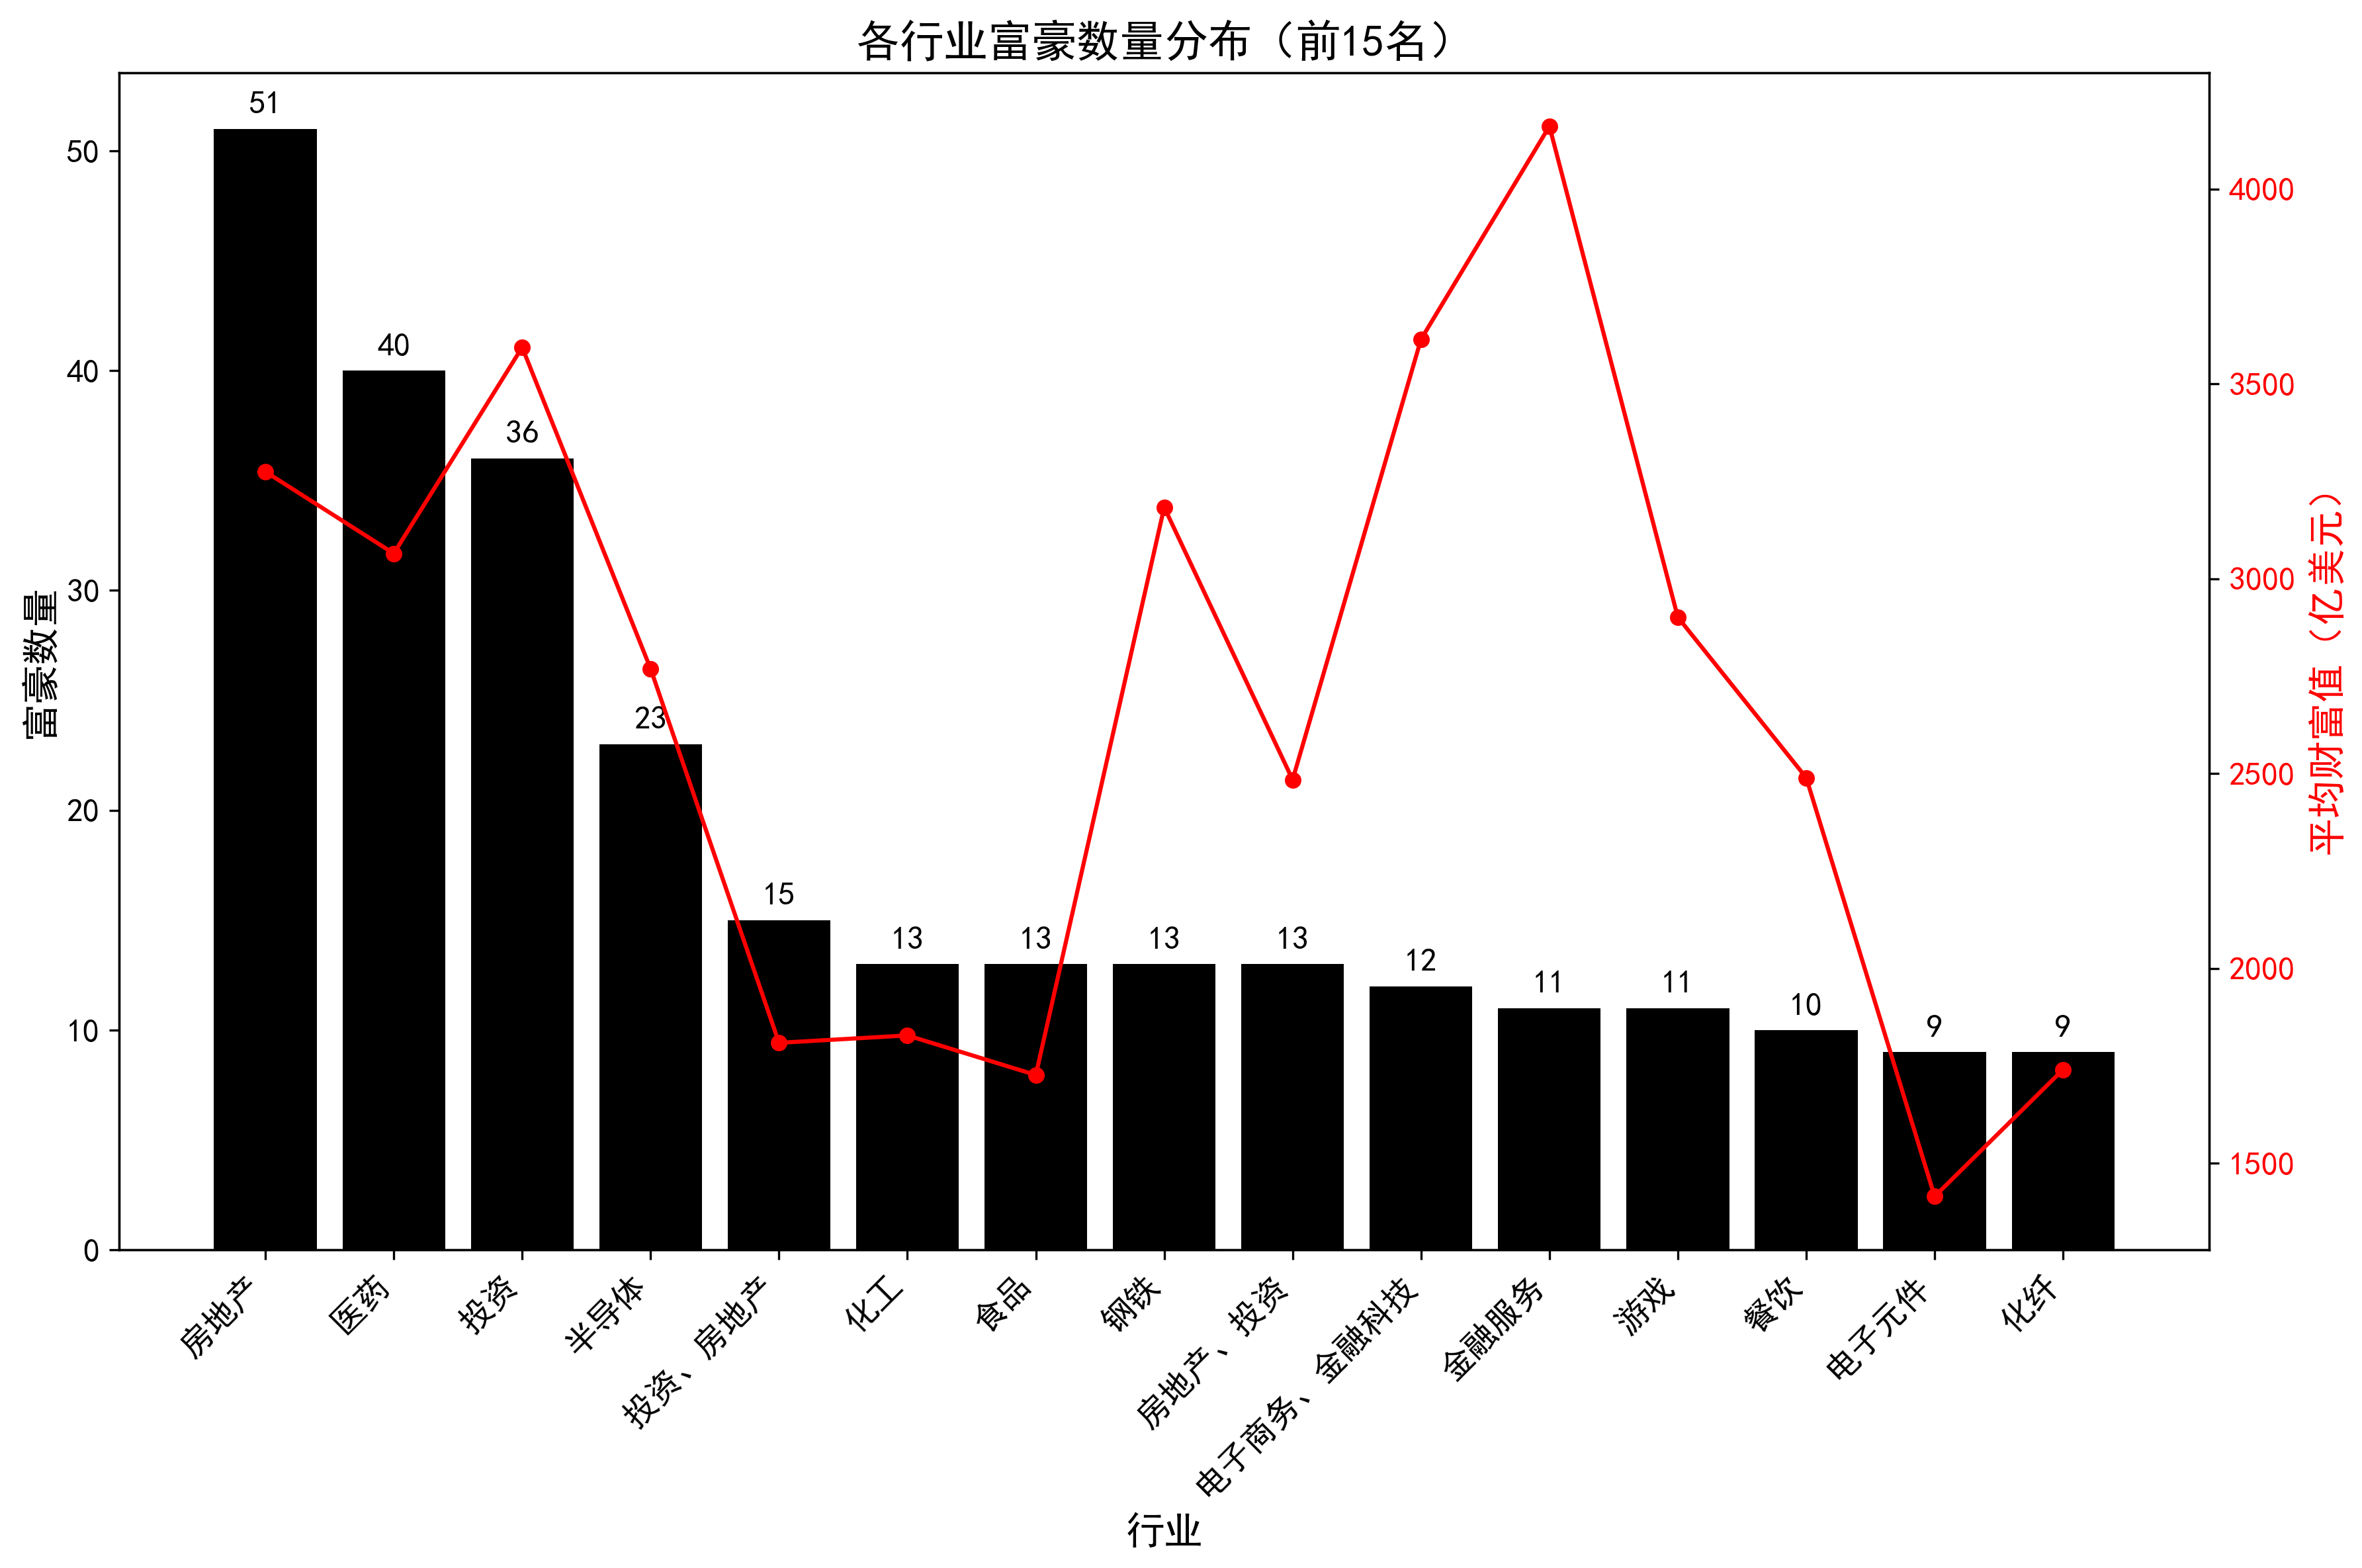 各行业富豪数量分布（前15名）
富豪数量
50
40
30
20
10
0
51
40
36
23
15
13
13
13
13
12
11
11
10
9
9
4000
3500
3000
2500
2000
1500
平均财富值（亿美元）
房地产
医药
投资
半导体
投资、房地产
化工
食品
钢铁
房地产、投资
电子商务、金融科技
金融服务
游戏
餐饮
电子元件
化纤
行业